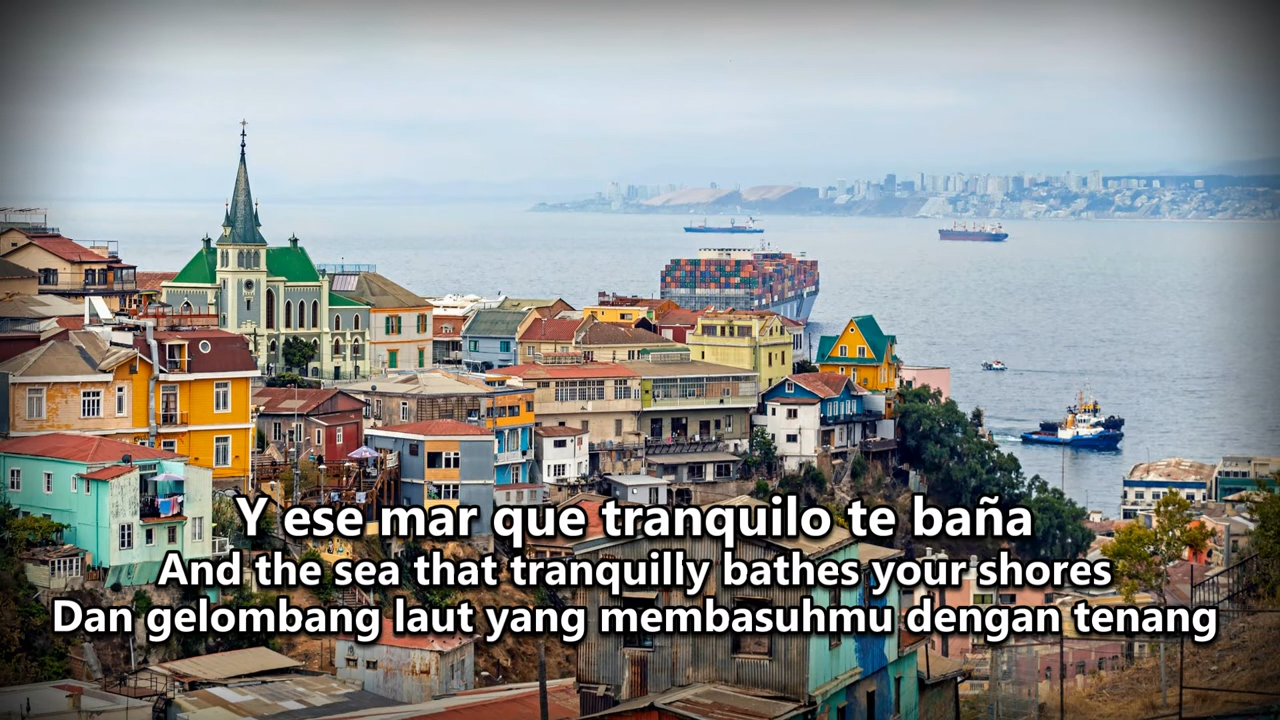 Y ese mar que tranquilo te baña
And the sea that tranquilly bathes your shores
Dan gelombang laut yang membasuhmu dengan tenang